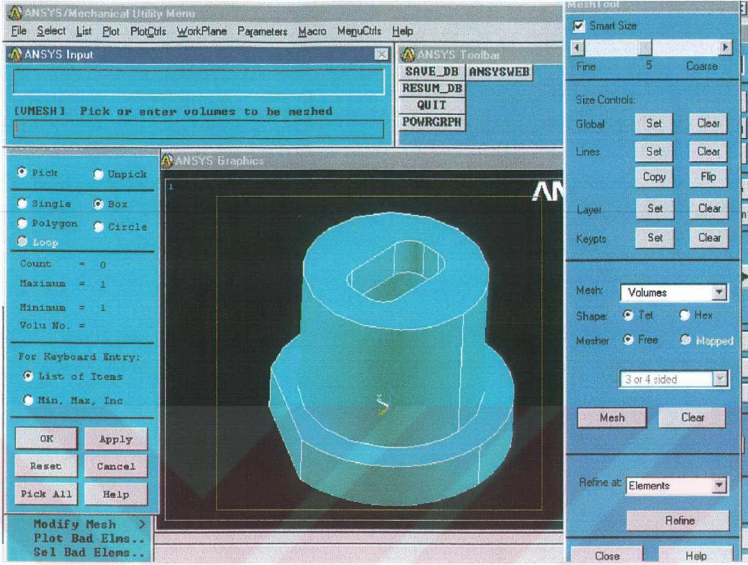 ANSYS/Mechanical Utility Menu
File Select List Plot PlotCtrls WorkPlane Parameters Macro MenuCtrls Help
ANSYS Input
[VMESH] Pick or enter volumes to be meshed
ANSYS Toolbar
SAVE_DB ANSYSWEB
RESUM_DB
QUIT
POWRGRPH
Pick Unpick
Single Box
Polygon Circle
Loop
Count = 0
Maximum = 1
Minimum = 1
Volu No. =
For Keyboard Entry:
List of Items
Min, Max, Inc
OK Apply
Reset Cancel
Pick All Help
Modify Mesh >
Plot Bad Elms..
Sel Bad Elems..
ANSYS Graphics
1
AN
MeshTool
Smart Size
Fine 5 Coarse
Size Controls:
Global Set Clear
Lines Set Clear
Copy Flip
Layer Set Clear
Keypts Set Clear
Mesh: Volumes
Shape: Tet Hex
Mesher Free Mapped
3 or 4 sided
Mesh Clear
Refine at: Elements
Refine
Close Help